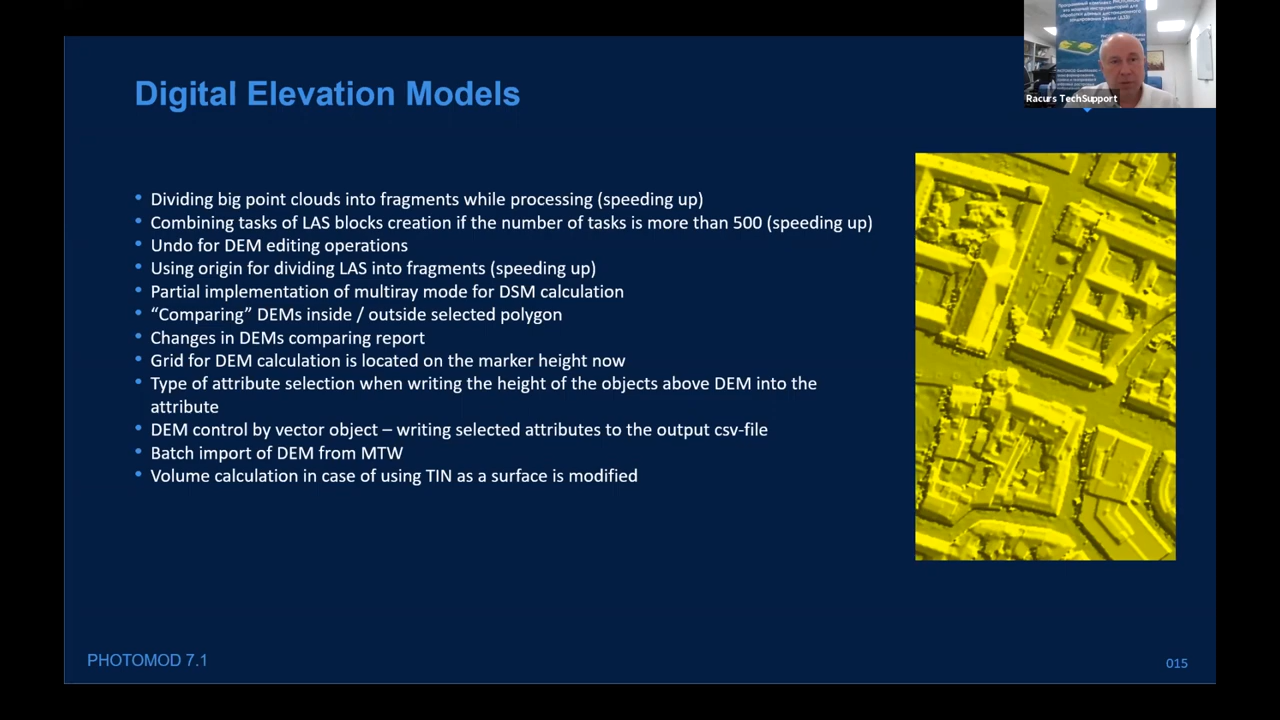 Программный комплекс PHOTOMOD
Racurs TechSupport
Digital Elevation Models
• Dividing big point clouds into fragments while processing (speeding up)
• Combining tasks of LAS blocks creation if the number of tasks is more than 500 (speeding up)
• Undo for DEM editing operations
• Using origin for dividing LAS into fragments (speeding up)
• Partial implementation of multiray mode for DSM calculation
• “Comparing” DEMs inside / outside selected polygon
• Changes in DEMs comparing report
• Grid for DEM calculation is located on the marker height now
• Type of attribute selection when writing the height of the objects above DEM into the
attribute
• DEM control by vector object – writing selected attributes to the output csv-file
• Batch import of DEM from MTW
• Volume calculation in case of using TIN as a surface is modified
PHOTOMOD 7.1
015